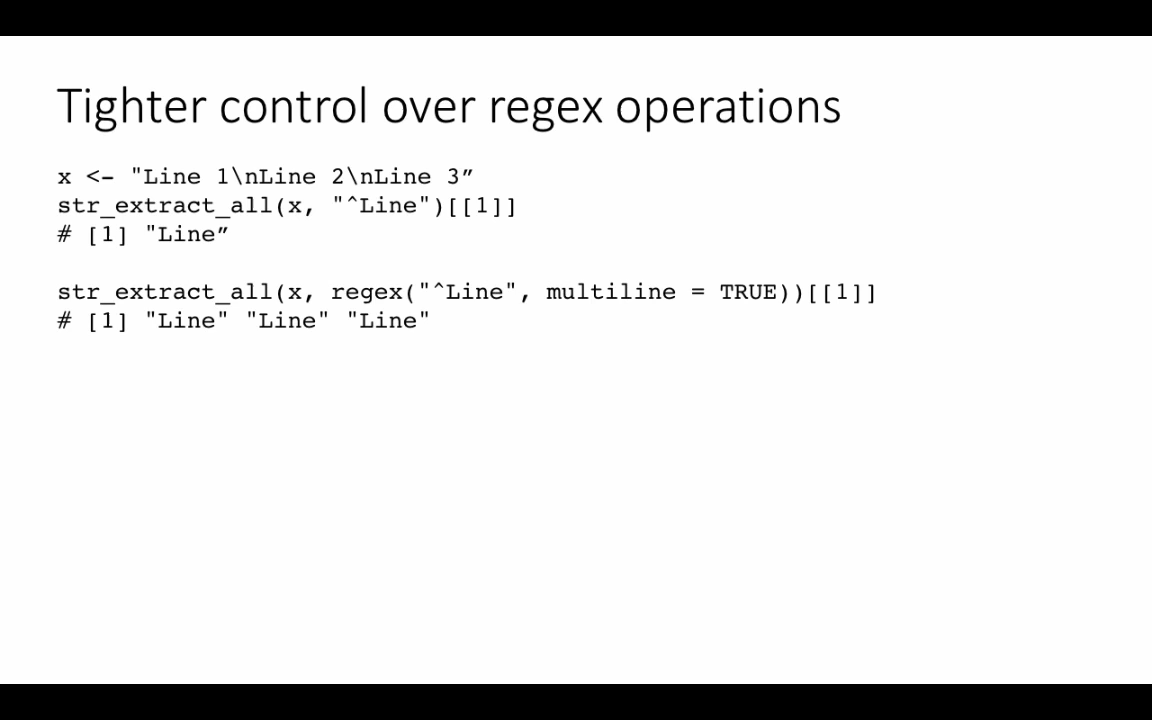 Tighter control over regex operations
x <- "Line 1\nLine 2\nLine 3”
str_extract_all(x, "^Line")[[1]]
# [1] "Line”
str_extract_all(x, regex("^Line", multiline = TRUE))[[1]]
# [1] "Line" "Line" "Line"